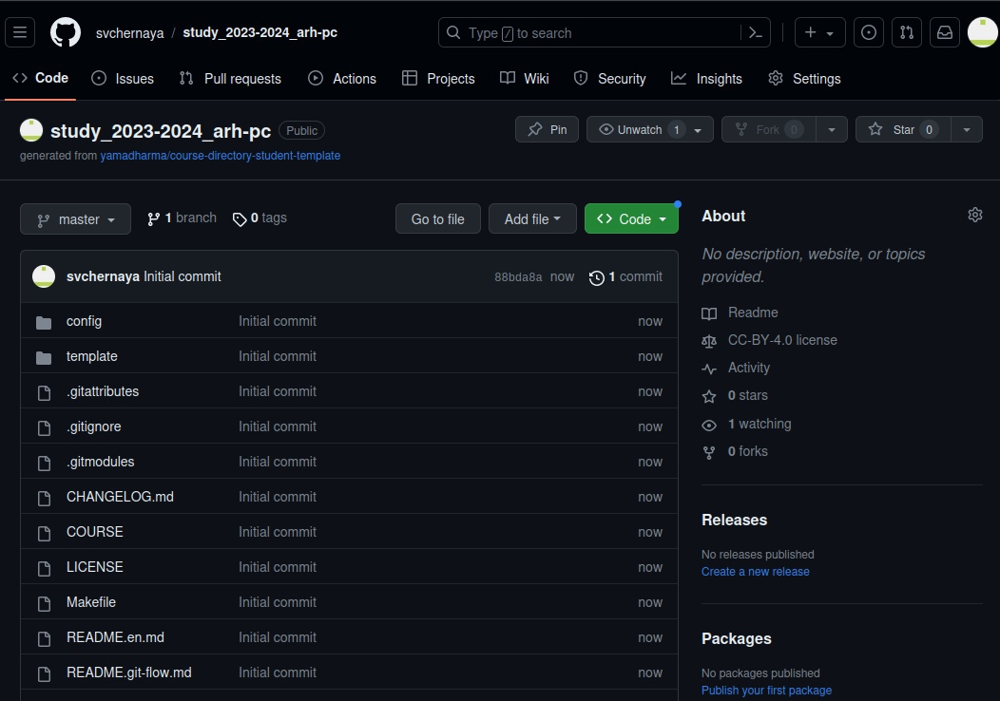 svchernaya / study_2023-2024_arh-pc
Type / to search
Code Issues Pull requests Actions Projects Wiki Security Insights Settings
study_2023-2024_arh-pc Public
Pin Unwatch 1 Fork 0 Star 0
generated from yamadharma/course-directory-student-template
master 1 branch 0 tags Go to file Add file Code
svchernaya Initial commit 88bda8a now 1 commit
config Initial commit now
template Initial commit now
.gitattributes Initial commit now
.gitignore Initial commit now
.gitmodules Initial commit now
CHANGELOG.md Initial commit now
COURSE Initial commit now
LICENSE Initial commit now
Makefile Initial commit now
README.en.md Initial commit now
README.git-flow.md Initial commit now
About
No description, website, or topics
provided.
Readme
CC-BY-4.0 license
Activity
0 stars
1 watching
0 forks
Releases
No releases published
Create a new release
Packages
No packages published
Publish your first package